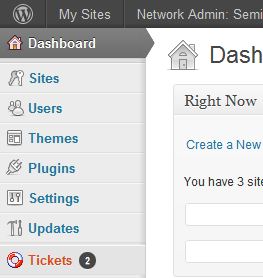 My Sites Network Admin: Semi
Dashboard
Sites
Users
Themes
Plugins
Settings
Updates
Tickets 2
Dash
Right Now
Create a New
You have 3 site